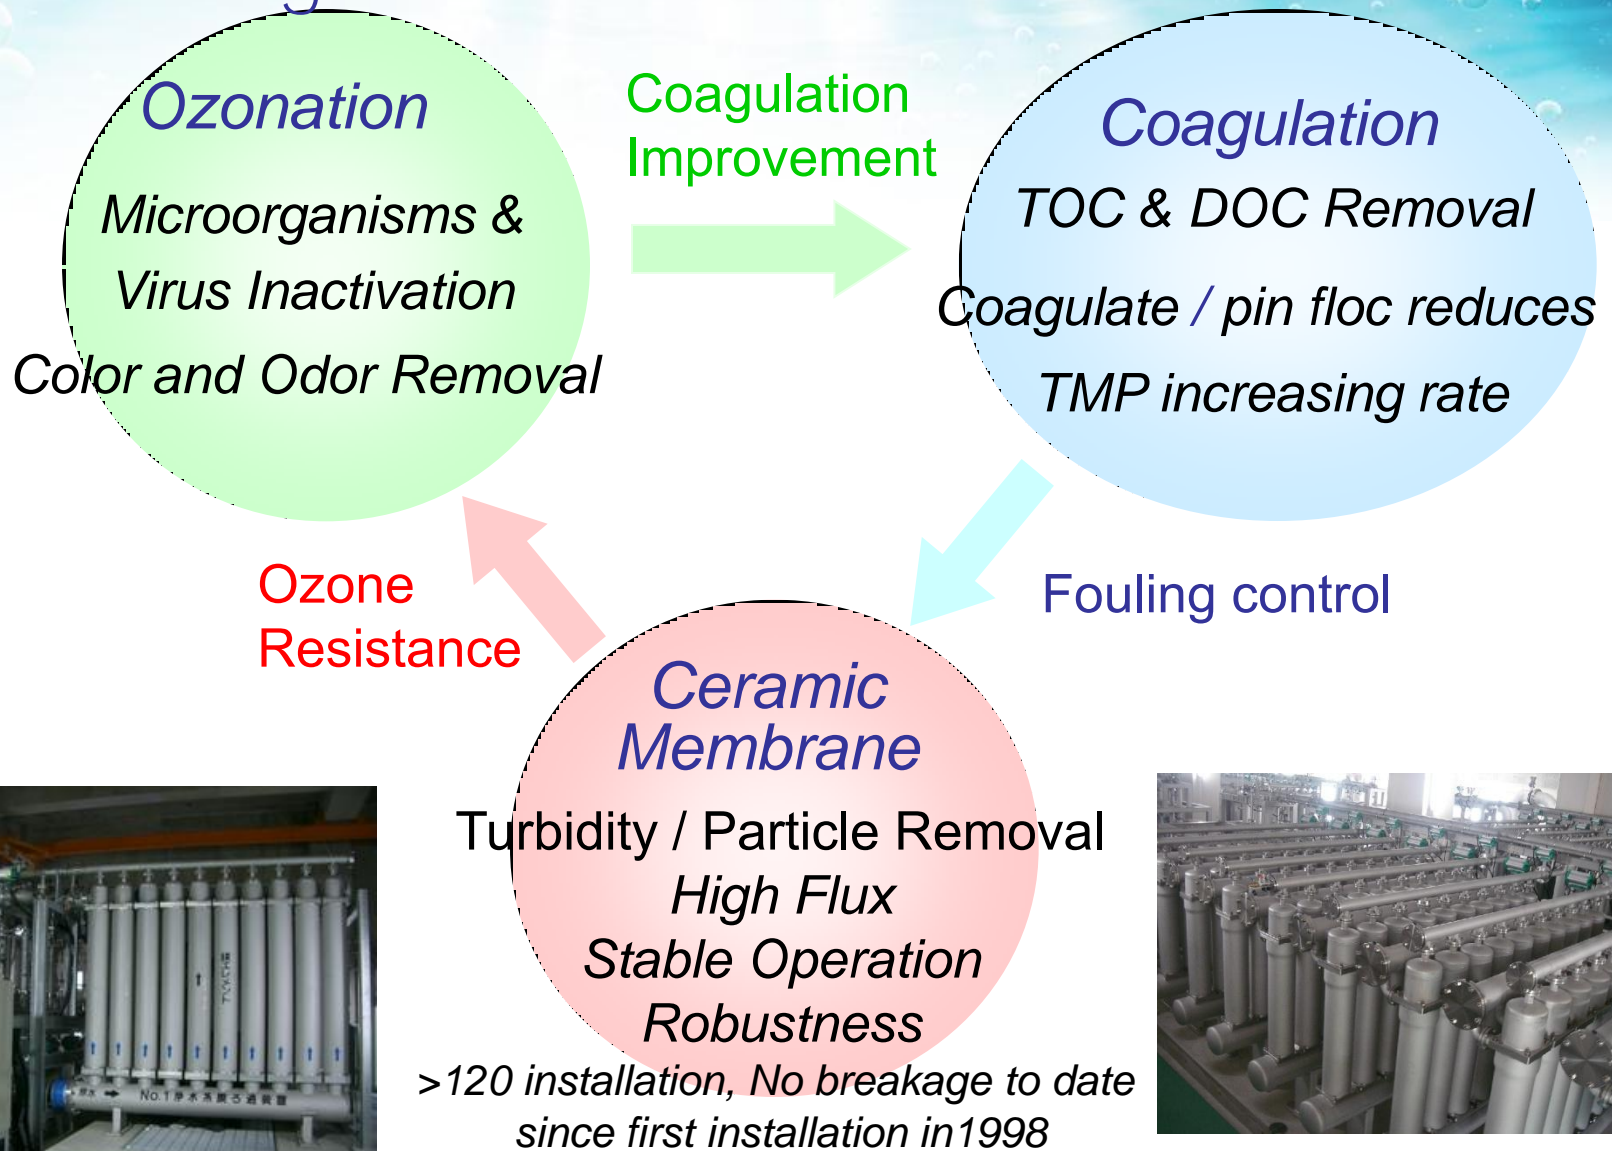 g
Ozonation
Microorganisms &
Virus Inactivation
Color and Odor Removal
Coagulation
Improvement
Coagulation
TOC & DOC Removal
Coagulate / pin floc reduces
TMP increasing rate
Ozone
Resistance
Fouling control
Ceramic
Membrane
Turbidity / Particle Removal
High Flux
Stable Operation
Robustness
>120 installation, No breakage to date
since first installation in1998
No.1